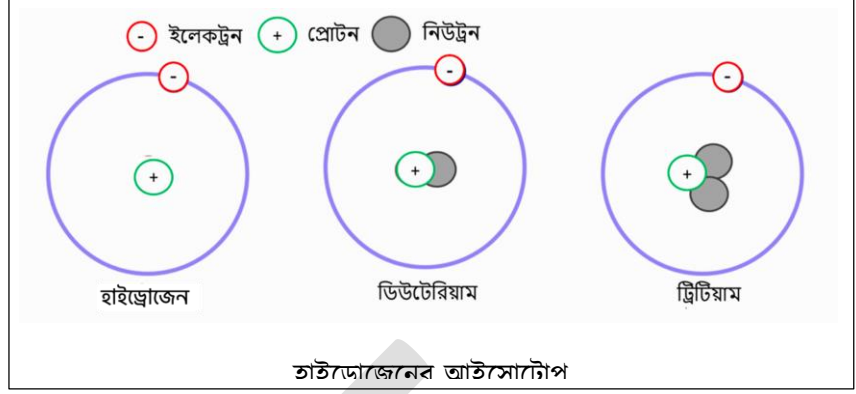 - ইলেকট্রন + প্রোটন নিউট্রন
- - -
+ + +
হাইড্রোজেন ডিউটেরিয়াম ট্রিটিয়াম
হাইড্রোজেনের আইসোটোপ